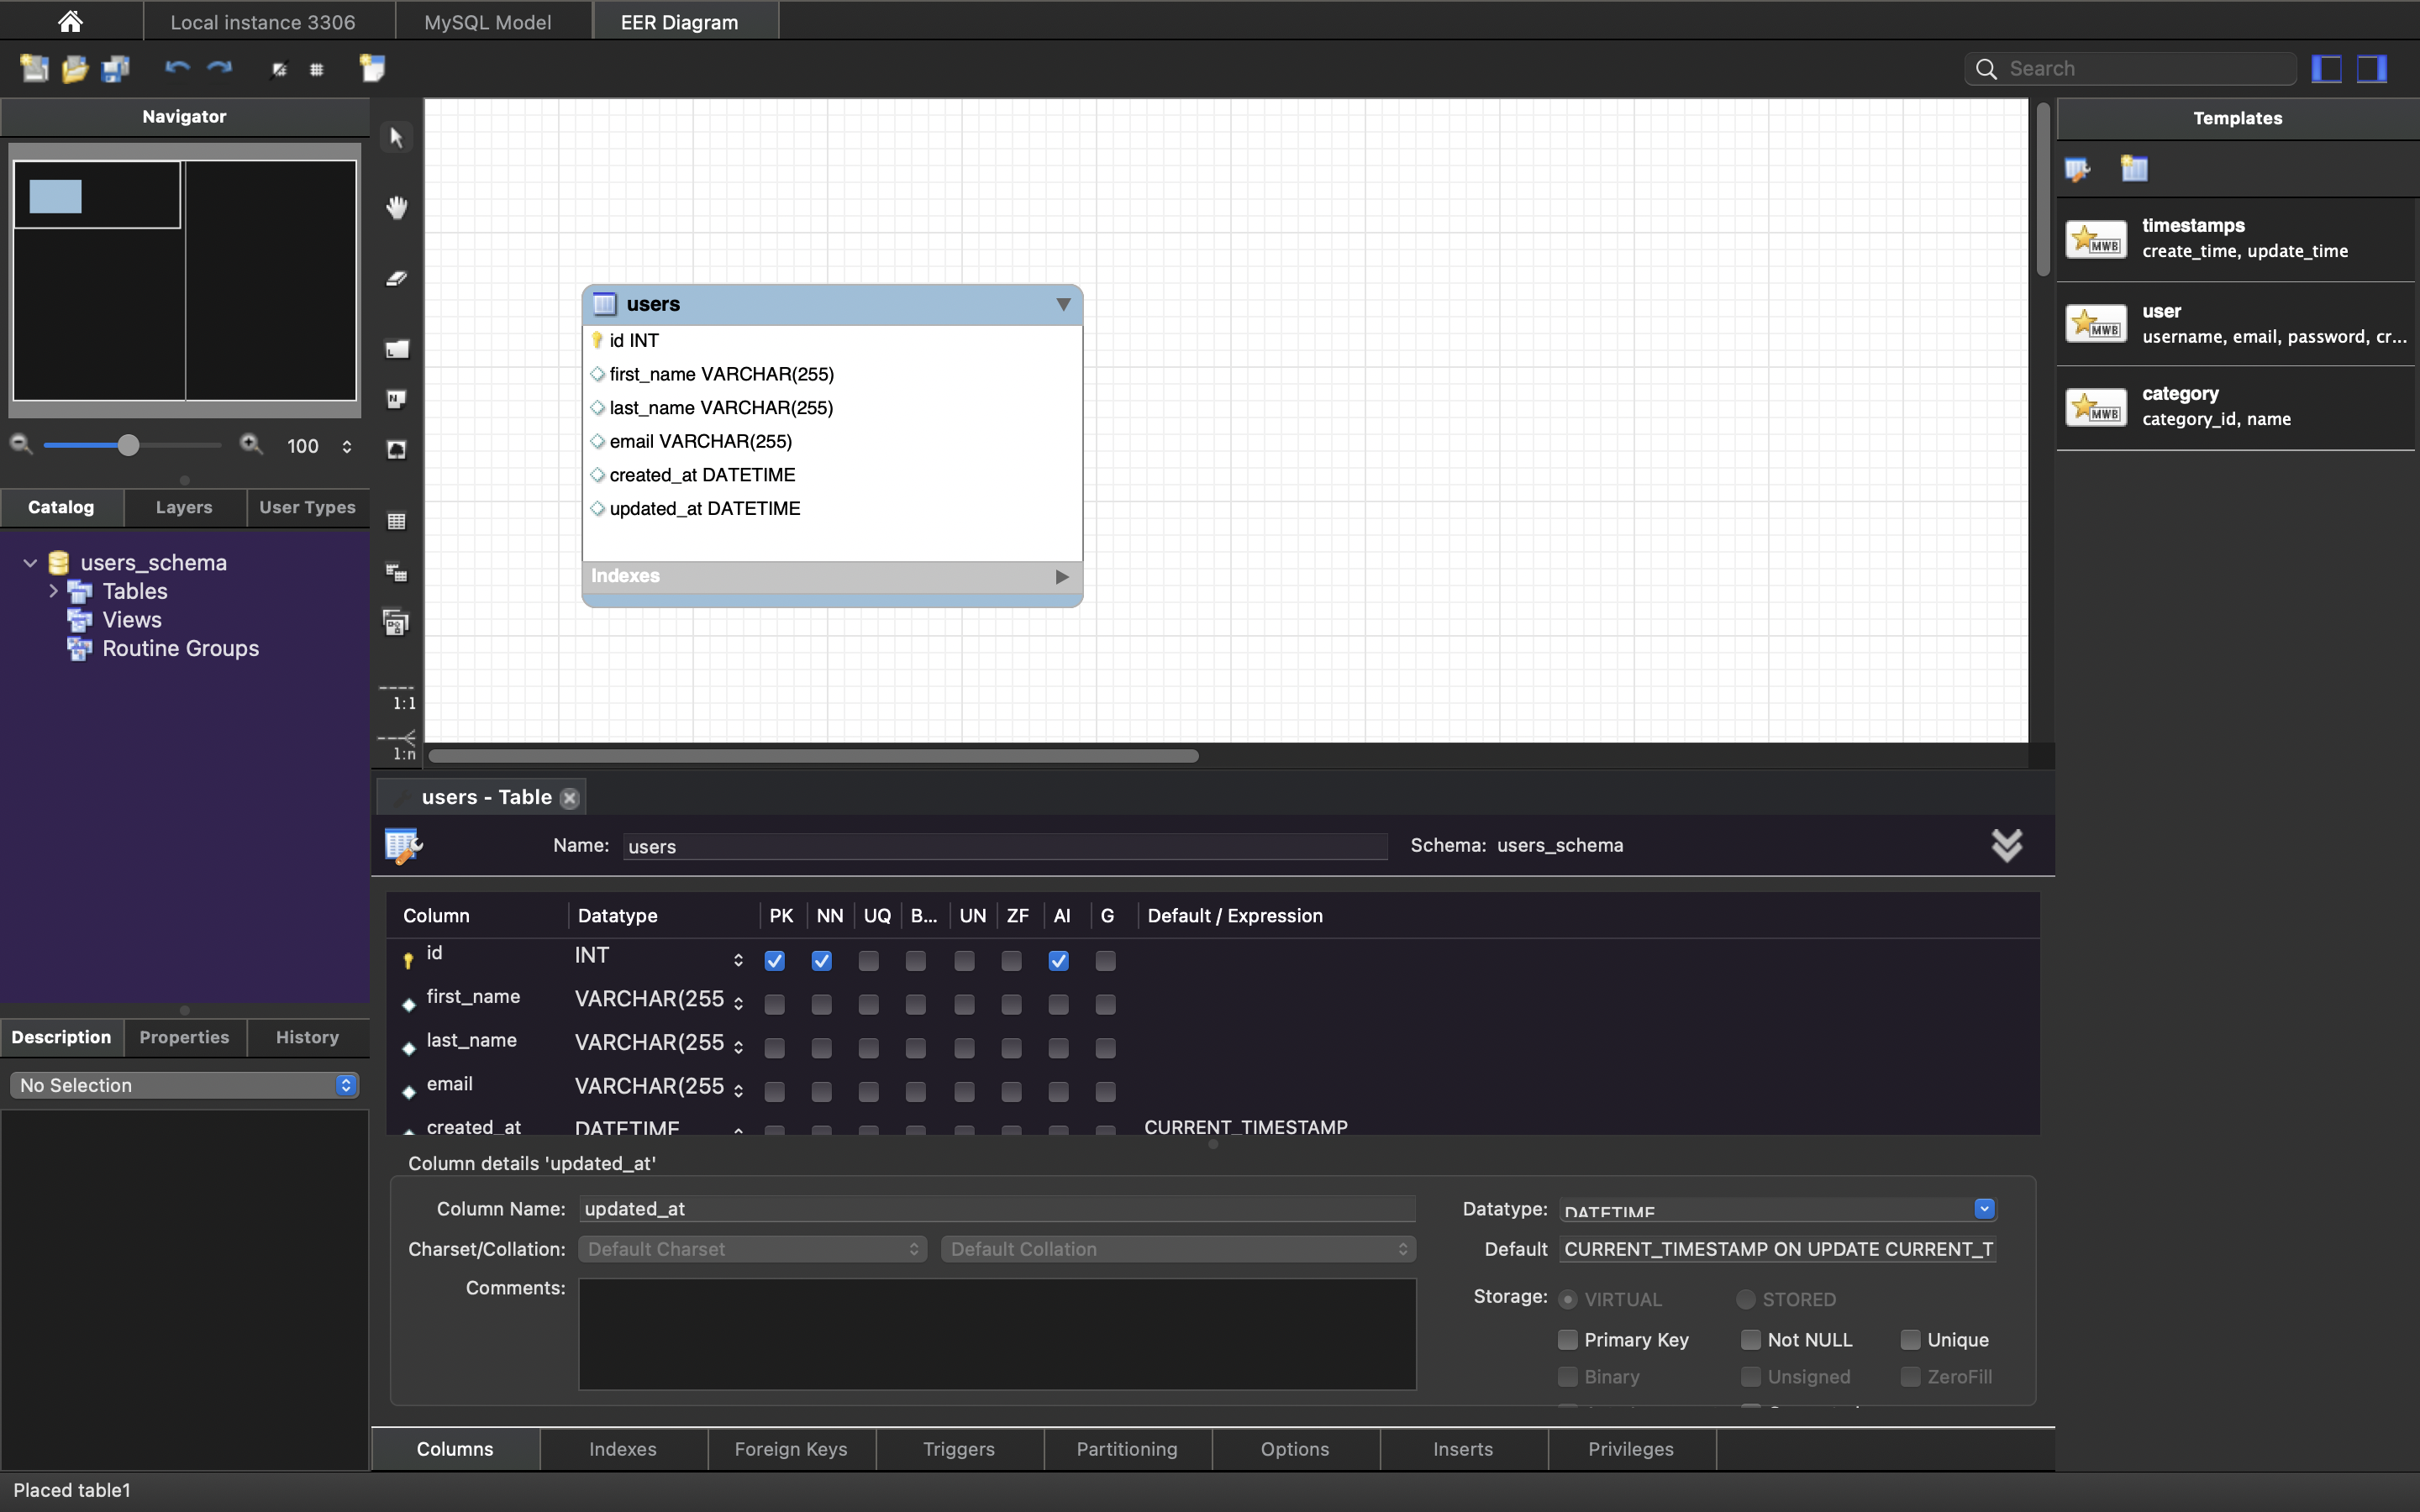 Local instance 3306
MySQL Model
EER Diagram
Search
Navigator
100
Catalog
Layers
User Types
users_schema
Tables
Views
Routine Groups
Description
Properties
History
No Selection
1:1
1:n
users
id INT
first_name VARCHAR(255)
last_name VARCHAR(255)
email VARCHAR(255)
created_at DATETIME
updated_at DATETIME
Indexes
Templates
MWB
timestamps
create_time, update_time
MWB
user
username, email, password, cr...
MWB
category
category_id, name
users - Table
Name: users
Schema: users_schema
Column Datatype PK NN UQ B... UN ZF AI G Default / Expression
id INT
first_name VARCHAR(255
last_name VARCHAR(255
email VARCHAR(255
created_at DATETIME CURRENT_TIMESTAMP
Column details 'updated_at'
Column Name: updated_at
Datatype: DATETIME
Charset/Collation: Default Charset Default Collation
Default CURRENT_TIMESTAMP ON UPDATE CURRENT_T
Comments:
Storage: VIRTUAL STORED
Primary Key Not NULL Unique
Binary Unsigned ZeroFill
Columns
Indexes
Foreign Keys
Triggers
Partitioning
Options
Inserts
Privileges
Placed table1